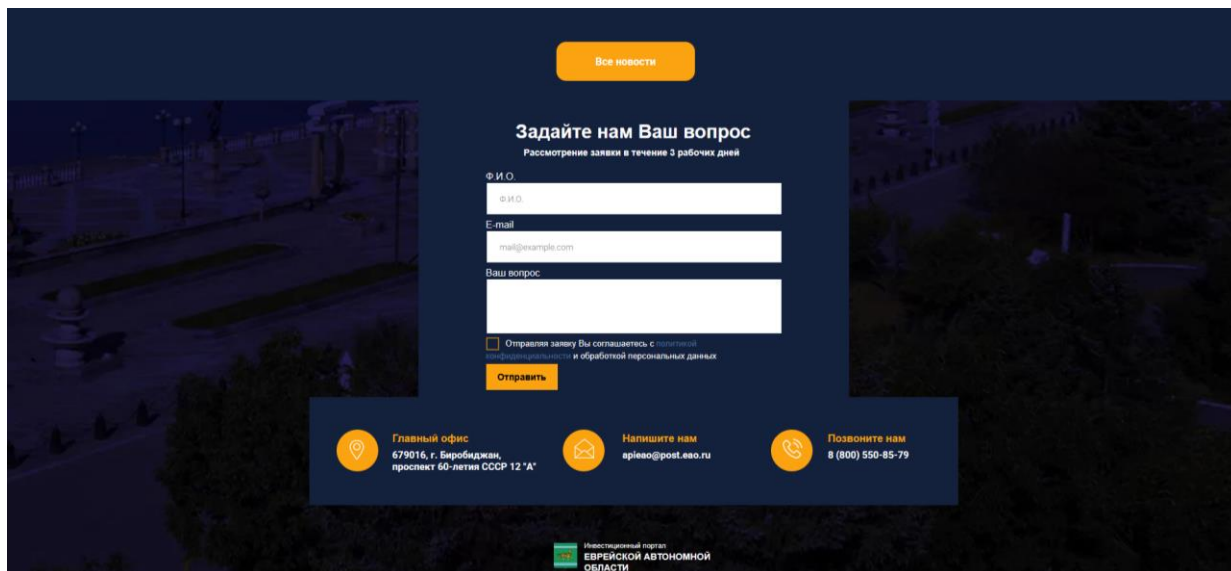 Все новости
Задайте нам Ваш вопрос
Рассмотрение заявки в течение 3 рабочих дней
Ф.И.О.
Ф.И.О.
E-mail
mail@example.com
Ваш вопрос
Отправляя заявку Вы соглашаетесь с политикой
конфиденциальности и обработкой персональных данных
Отправить
Главный офис
679016, г. Биробиджан,
проспект 60-летия СССР 12 "А"
Напишите нам
apieao@post.eao.ru
Позвоните нам
8 (800) 550-85-79
Инвестиционный портал
ЕВРЕЙСКОЙ АВТОНОМНОЙ
ОБЛАСТИ